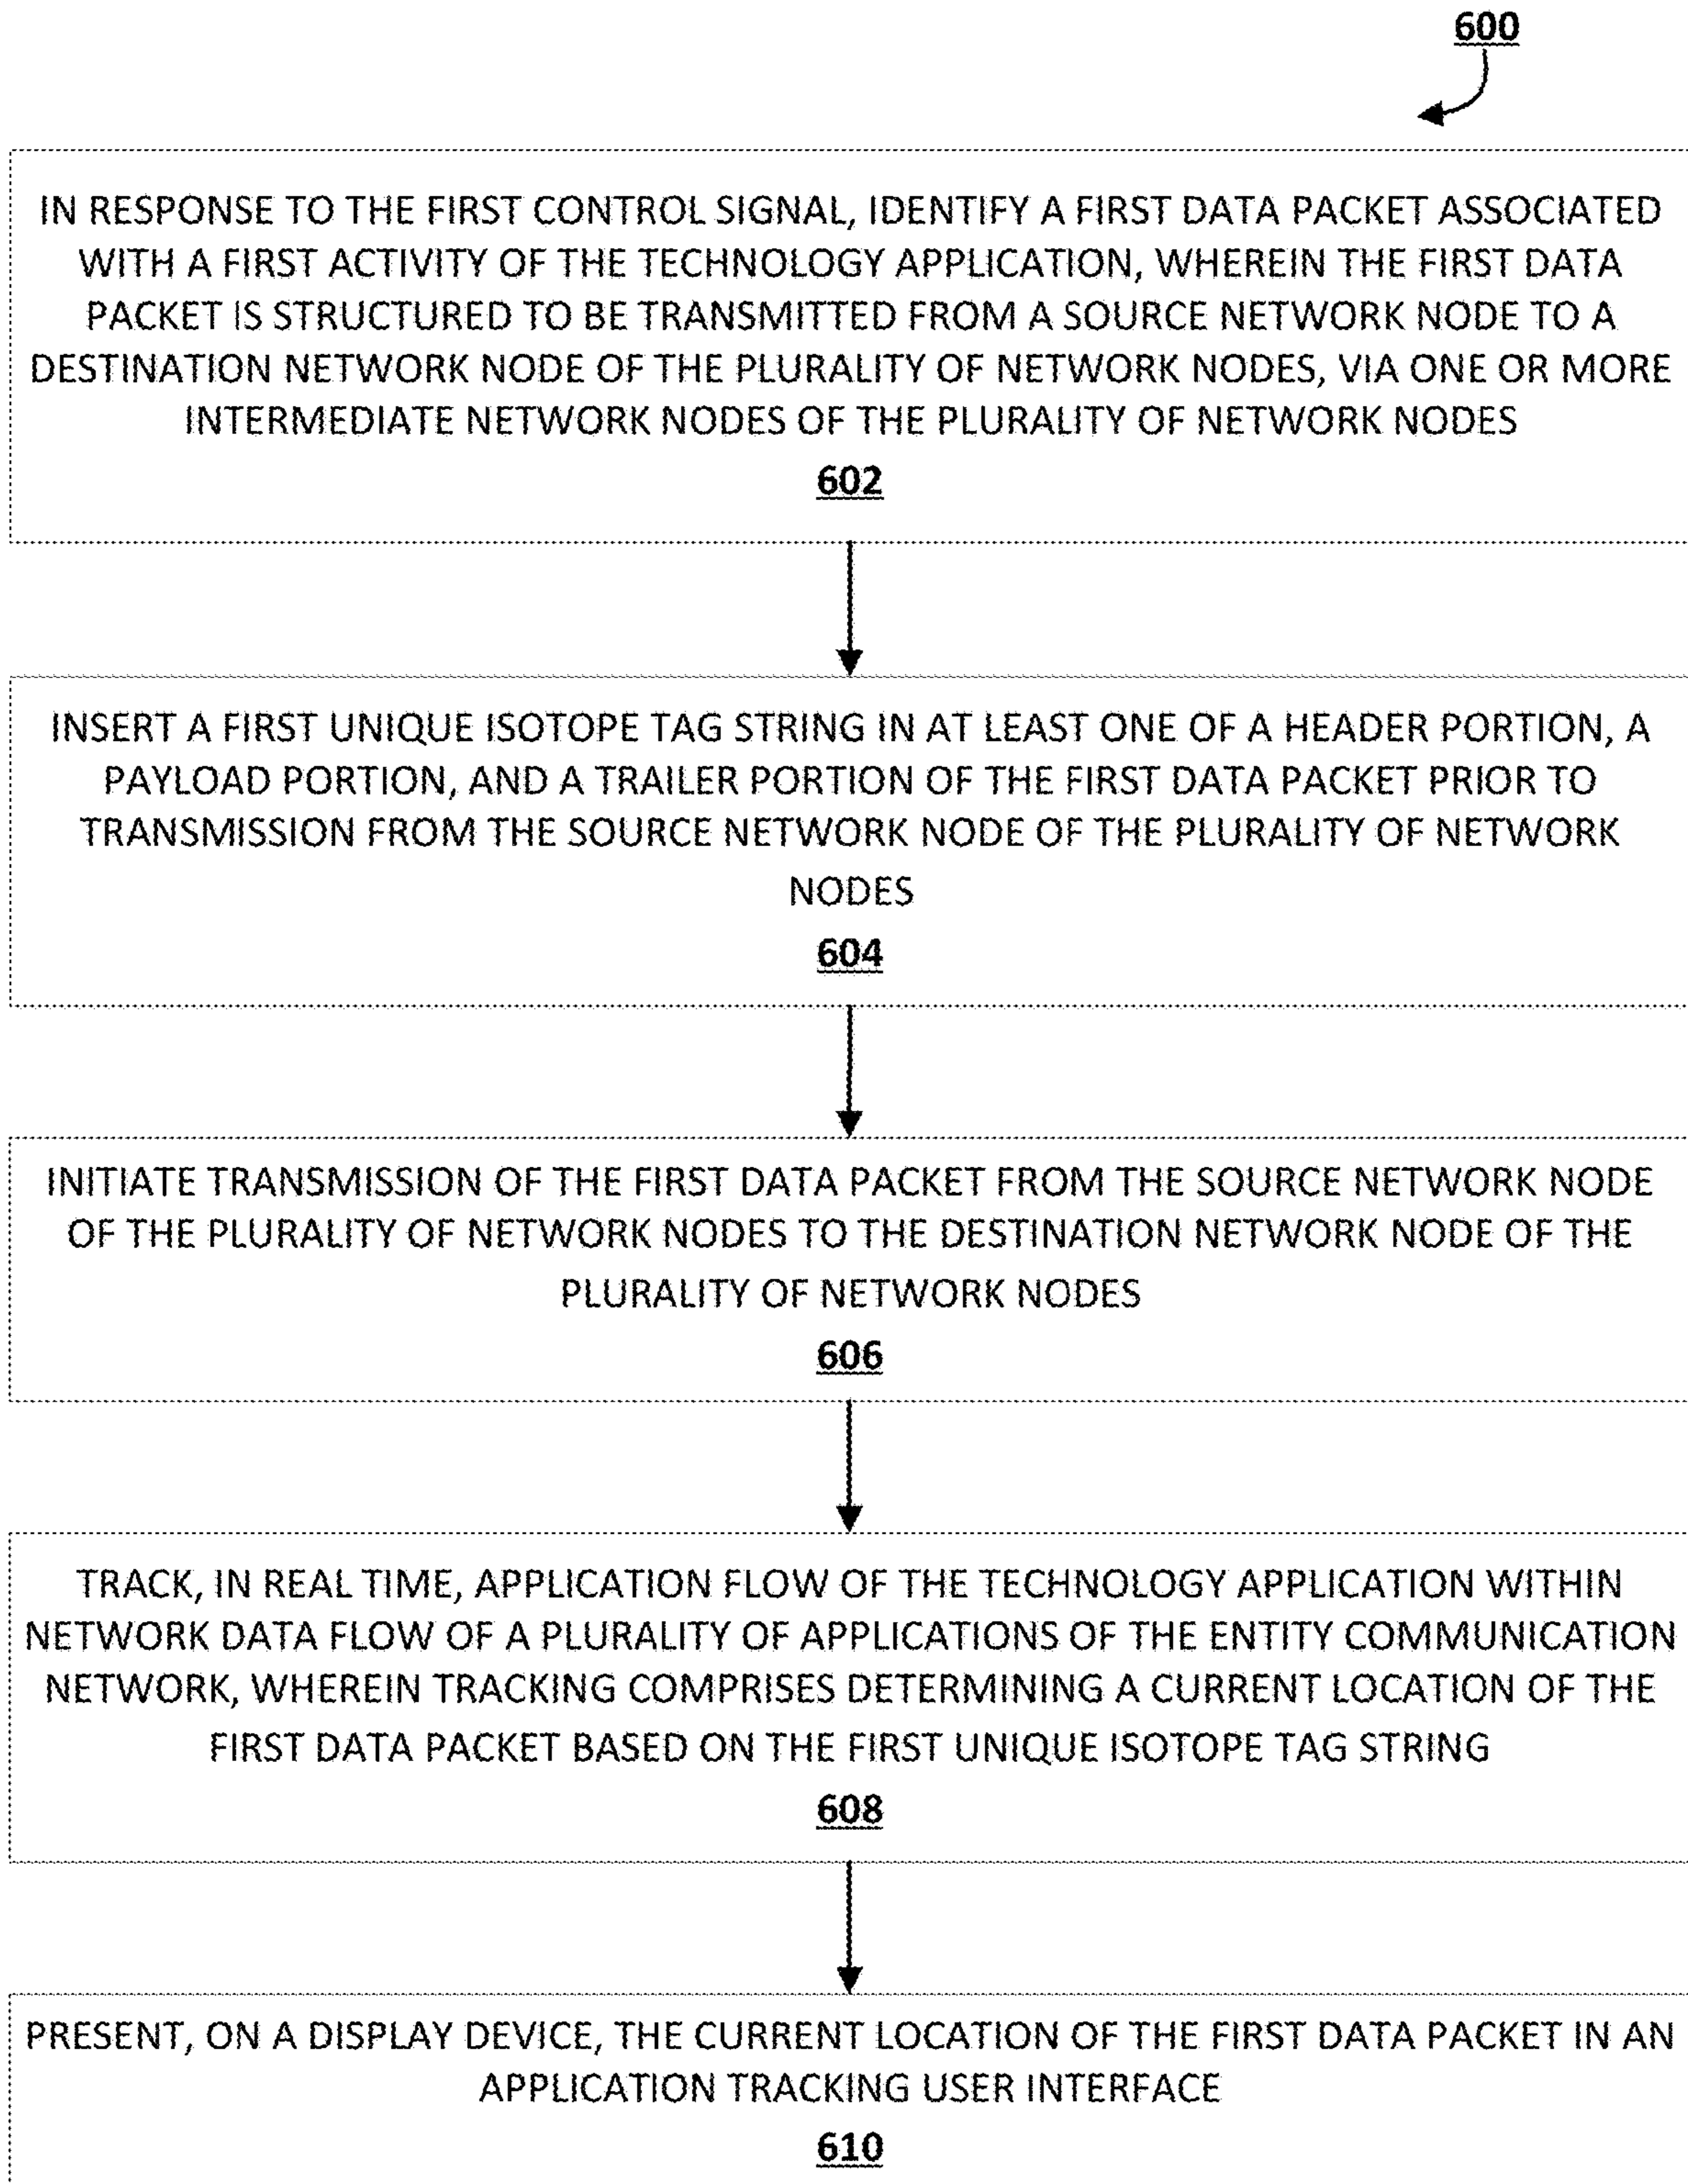 600
IN RESPONSE TO THE FIRST CONTROL SIGNAL, IDENTIFY A FIRST DATA PACKET ASSOCIATED
WITH A FIRST ACTIVITY OF THE TECHNOLOGY APPLICATION, WHEREIN THE FIRST DATA
PACKET IS STRUCTURED TO BE TRANSMITTED FROM A SOURCE NETWORK NODE TO A
DESTINATION NETWORK NODE OF THE PLURALITY OF NETWORK NODES, VIA ONE OR MORE
INTERMEDIATE NETWORK NODES OF THE PLURALITY OF NETWORK NODES
602
INSERT A FIRST UNIQUE ISOTOPE TAG STRING IN AT LEAST ONE OF A HEADER PORTION, A
PAYLOAD PORTION, AND A TRAILER PORTION OF THE FIRST DATA PACKET PRIOR TO
TRANSMISSION FROM THE SOURCE NETWORK NODE OF THE PLURALITY OF NETWORK
NODES
604
INITIATE TRANSMISSION OF THE FIRST DATA PACKET FROM THE SOURCE NETWORK NODE
OF THE PLURALITY OF NETWORK NODES TO THE DESTINATION NETWORK NODE OF THE
PLURALITY OF NETWORK NODES
606
TRACK, IN REAL TIME, APPLICATION FLOW OF THE TECHNOLOGY APPLICATION WITHIN
NETWORK DATA FLOW OF A PLURALITY OF APPLICATIONS OF THE ENTITY COMMUNICATION
NETWORK, WHEREIN TRACKING COMPRISES DETERMINING A CURRENT LOCATION OF THE
FIRST DATA PACKET BASED ON THE FIRST UNIQUE ISOTOPE TAG STRING
608
PRESENT, ON A DISPLAY DEVICE, THE CURRENT LOCATION OF THE FIRST DATA PACKET IN AN
APPLICATION TRACKING USER INTERFACE
610